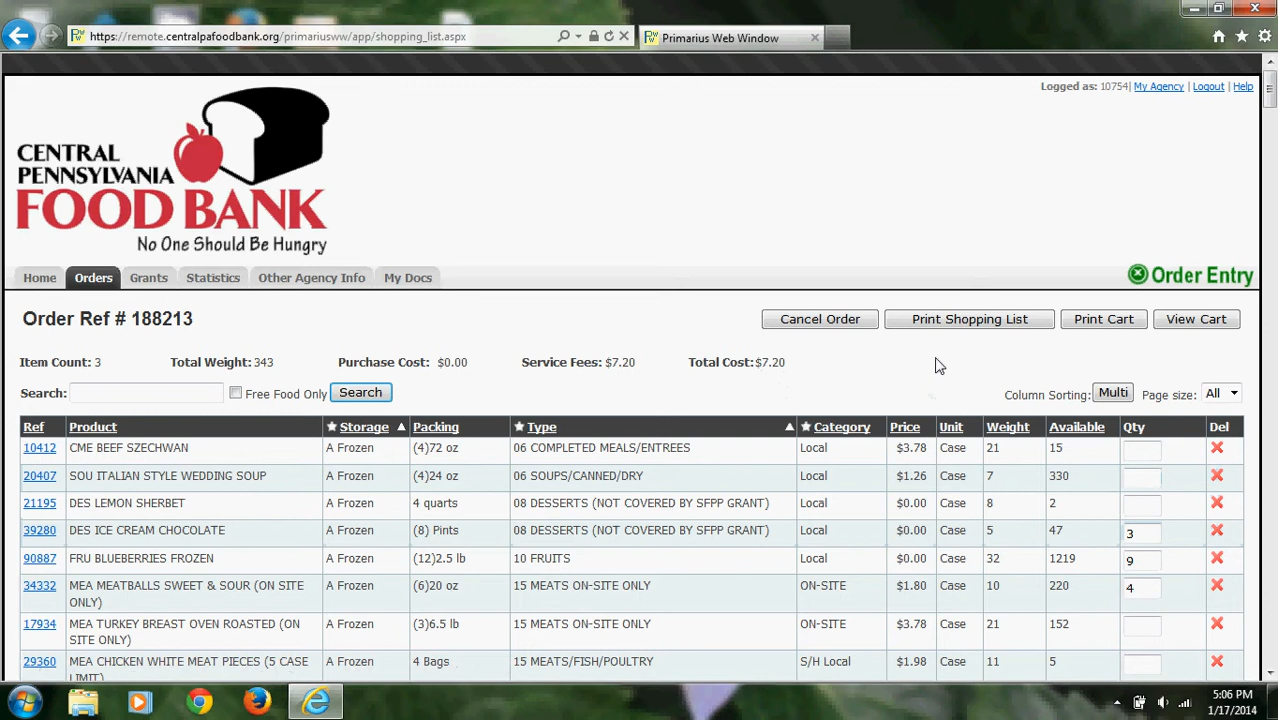 https://remote.centralpafoodbank.org/primariusww/app/shopping_list.aspx
Primarius Web Window
Logged as: 10754| My Agency | Logout | Help
CENTRAL
PENNSYLVANIA
FOOD BANK
No One Should Be Hungry
Home Orders Grants Statistics Other Agency Info My Docs
Order Entry
Order Ref # 188213
Cancel Order Print Shopping List Print Cart View Cart
Item Count: 3 Total Weight: 343 Purchase Cost: $0.00 Service Fees: $7.20 Total Cost:$7.20
Search: Free Food Only Search Column Sorting: Multi Page size: All
Ref Product Storage Packing Type Category Price Unit Weight Available Qty Del
10412 CME BEEF SZECHWAN A Frozen (4)72 oz 06 COMPLETED MEALS/ENTREES Local $3.78 Case 21 15
20407 SOU ITALIAN STYLE WEDDING SOUP A Frozen (4)24 oz 06 SOUPS/CANNED/DRY Local $1.26 Case 7 330
21195 DES LEMON SHERBET A Frozen 4 quarts 08 DESSERTS (NOT COVERED BY SFPP GRANT) Local $0.00 Case 8 2
39280 DES ICE CREAM CHOCOLATE A Frozen (8) Pints 08 DESSERTS (NOT COVERED BY SFPP GRANT) Local $0.00 Case 5 47 3
90887 FRU BLUEBERRIES FROZEN A Frozen (12)2.5 lb 10 FRUITS Local $0.00 Case 32 1219 9
34332 MEA MEATBALLS SWEET & SOUR (ON SITE A Frozen (6)20 oz 15 MEATS ON-SITE ONLY ON-SITE $1.80 Case 10 220 4
ONLY)
17934 MEA TURKEY BREAST OVEN ROASTED (ON A Frozen (3)6.5 lb 15 MEATS ON-SITE ONLY ON-SITE $3.78 Case 21 152
SITE ONLY)
29360 MEA CHICKEN WHITE MEAT PIECES (5 CASE A Frozen 4 Bags 15 MEATS/FISH/POULTRY S/H Local $1.98 Case 11 5
LIMIT)
5:06 PM
1/17/2014